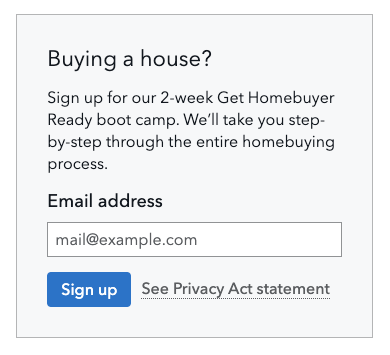 Buying a house?
Sign up for our 2-week Get Homebuyer
Ready boot camp. We’ll take you step-
by-step through the entire homebuying
process.
Email address
mail@example.com
Sign up See Privacy Act statement